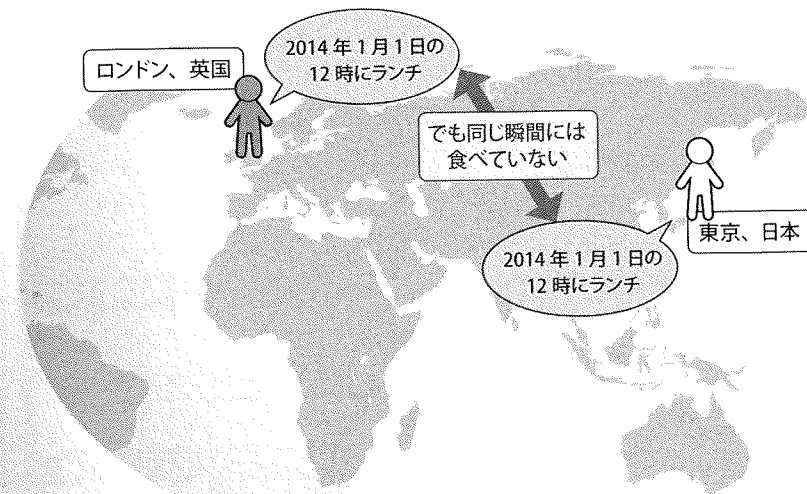 ロンドン、英国
2014 年 1 月 1 日の
12 時にランチ
でも同じ瞬間には
食べていない
東京、日本
2014 年 1 月 1 日の
12 時にランチ